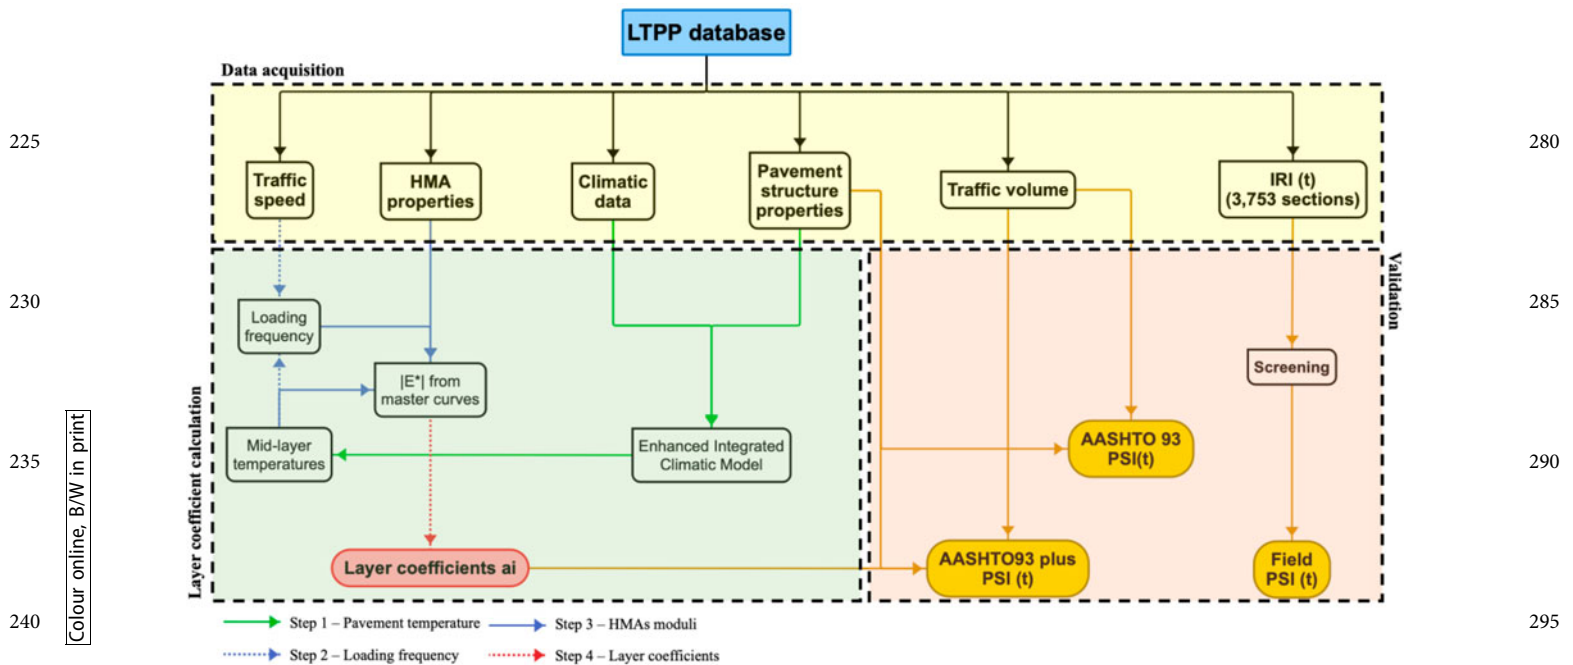 LTPP database
Data acquisition
225
280
Traffic
speed
HMA
properties
Climatic
data
Pavement
structure
properties
Traffic volume
IRI (t)
(3,753 sections)
Validation
230
285
Loading
frequency
|E*| from
master curves
Screening
Layer coefficient calculation
Colour online, B/W in print
235
290
Mid-layer
temperatures
Enhanced Integrated
Climatic Model
AASHTO 93
PSI(t)
Layer coefficients ai
AASHTO93 plus
PSI (t)
Field
PSI (t)
240
295
Step 1 – Pavement temperature
Step 3 – HMAs moduli
Step 2 – Loading frequency
Step 4 – Layer coefficients